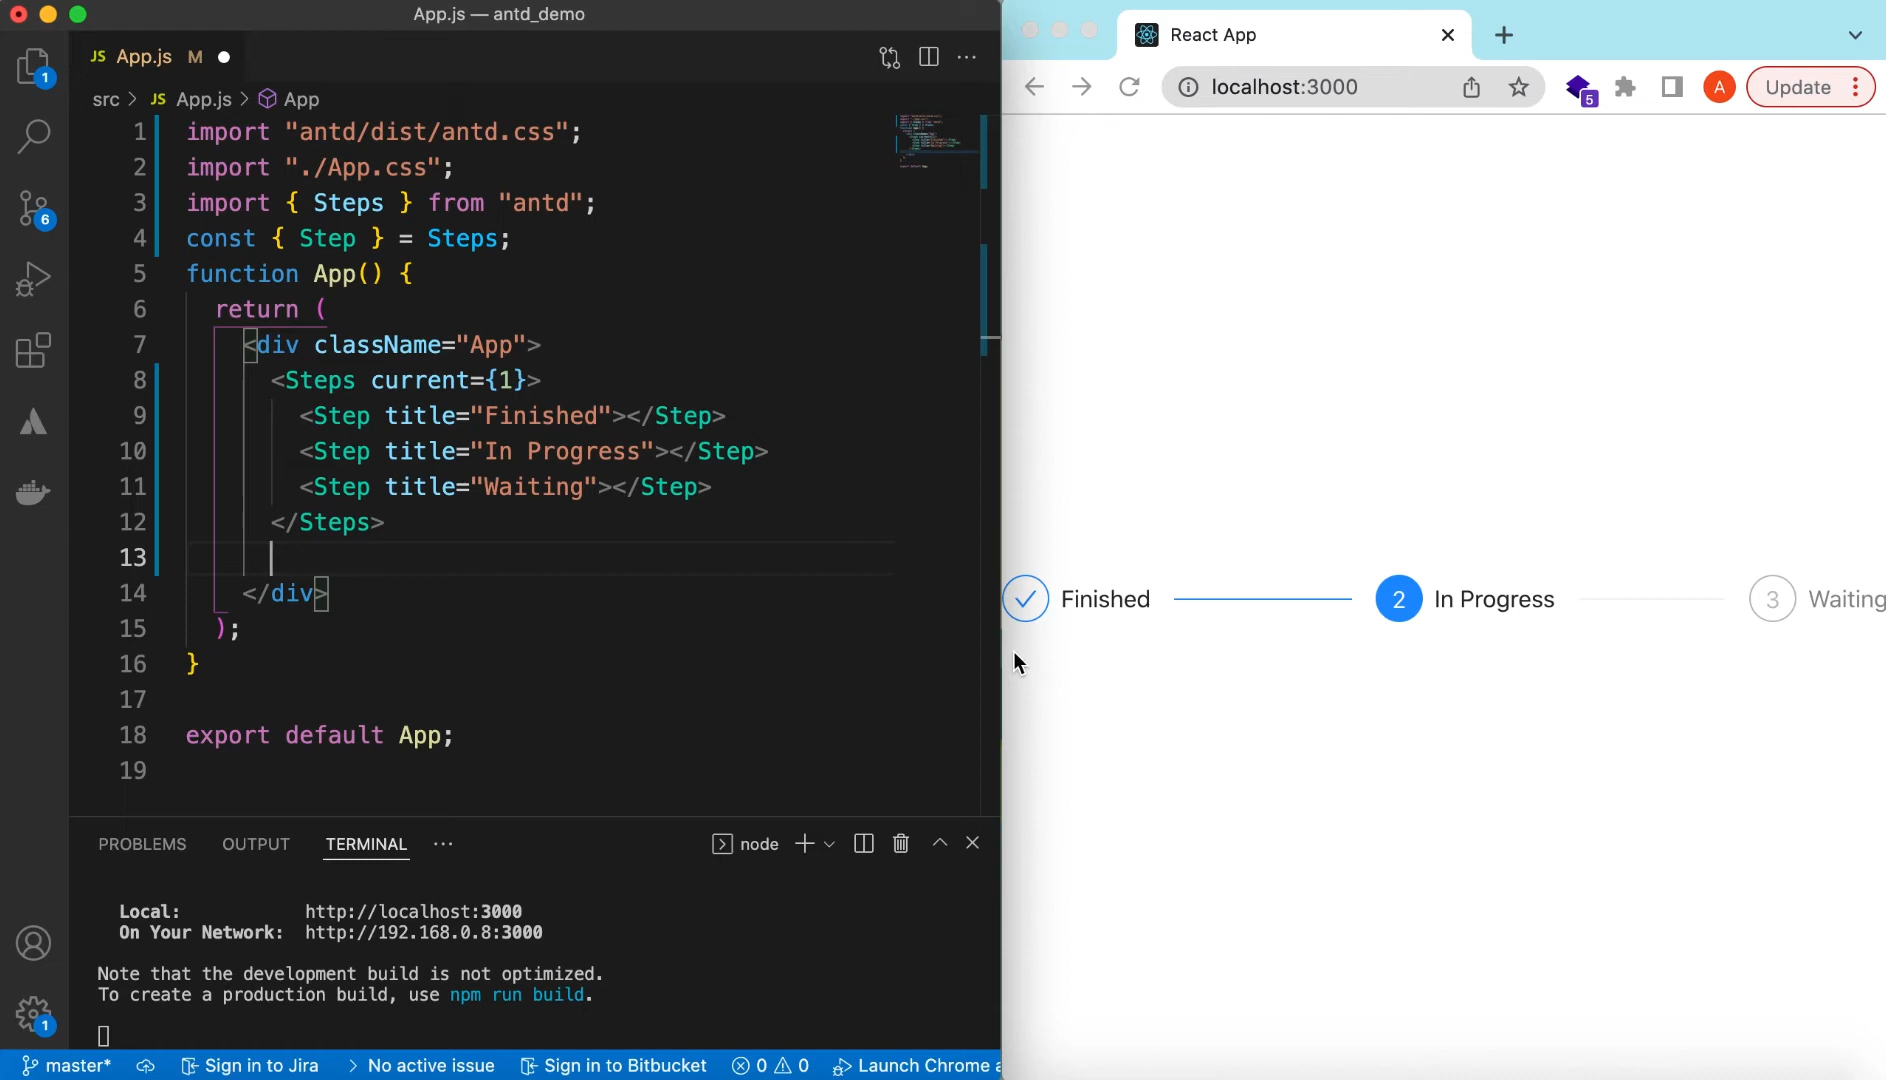 App.js — antd_demo
JS App.js M
src > JS App.js > App
1 import "antd/dist/antd.css";
2 import "./App.css";
3 import { Steps } from "antd";
4 const { Step } = Steps;
5 function App() {
6 return (
7 <div className="App">
8 <Steps current={1}>
9 <Step title="Finished"></Step>
10 <Step title="In Progress"></Step>
11 <Step title="Waiting"></Step>
12 </Steps>
13
14 </div>
15 );
16 }
17
18 export default App;
19
1
6
1
PROBLEMS OUTPUT TERMINAL ··· node
Local: http://localhost:3000
On Your Network: http://192.168.0.8:3000
Note that the development build is not optimized.
To create a production build, use npm run build.
master* Sign in to Jira > No active issue Sign in to Bitbucket 0 0 Launch Chrome a
React App
localhost:3000 5 A Update
Finished 2 In Progress 3 Waiting